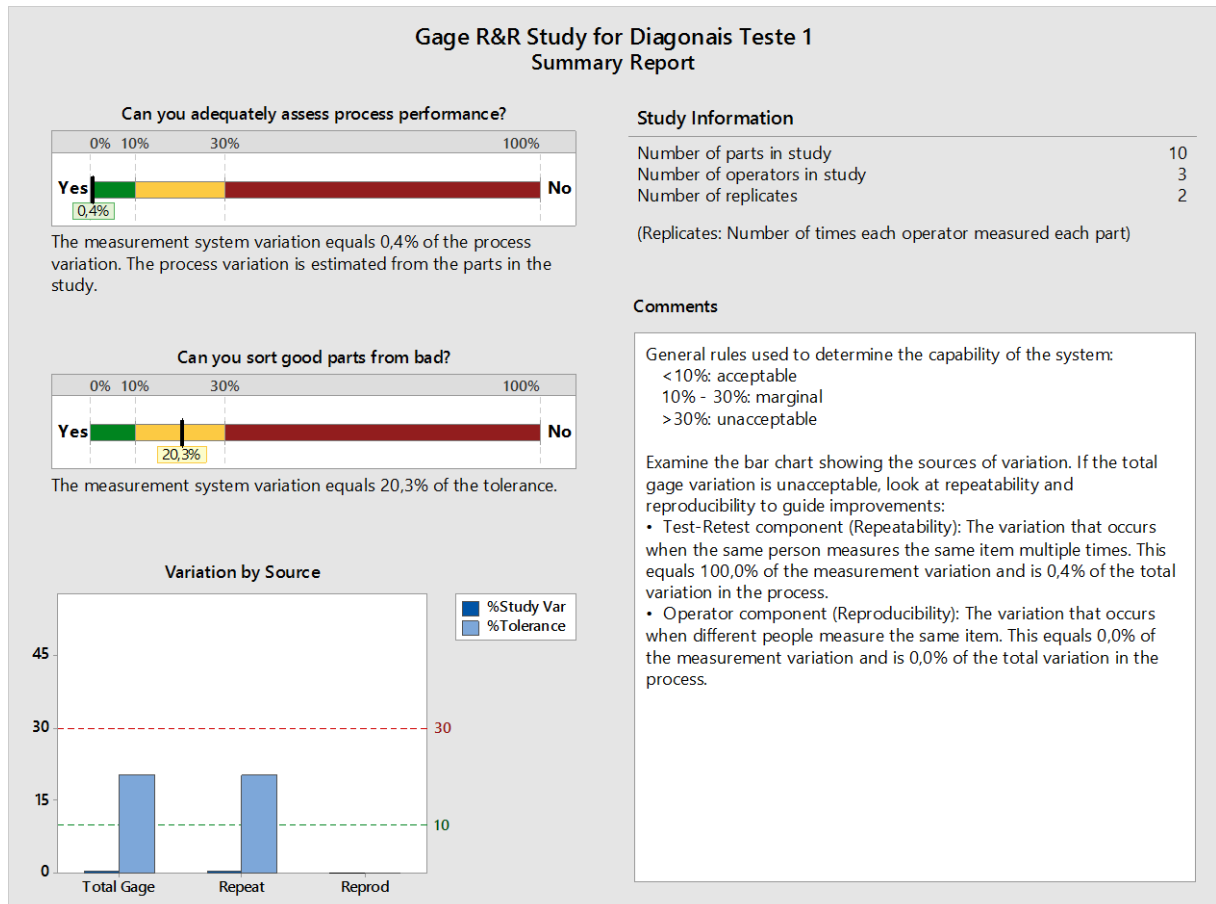 Gage R&R Study for Diagonais Teste 1
Summary Report
Can you adequately assess process performance?
0% 10% 30% 100%
Yes No
0,4%
The measurement system variation equals 0,4% of the process
variation. The process variation is estimated from the parts in the
study.
Can you sort good parts from bad?
0% 10% 30% 100%
Yes No
20,3%
The measurement system variation equals 20,3% of the tolerance.
Variation by Source
%Study Var
%Tolerance
45
30
15
0
30
10
Total Gage Repeat Reprod
Study Information
Number of parts in study 10
Number of operators in study 3
Number of replicates 2
(Replicates: Number of times each operator measured each part)
Comments
General rules used to determine the capability of the system:
<10%: acceptable
10% - 30%: marginal
>30%: unacceptable
Examine the bar chart showing the sources of variation. If the total
gage variation is unacceptable, look at repeatability and
reproducibility to guide improvements:
• Test-Retest component (Repeatability): The variation that occurs
when the same person measures the same item multiple times. This
equals 100,0% of the measurement variation and is 0,4% of the total
variation in the process.
• Operator component (Reproducibility): The variation that occurs
when different people measure the same item. This equals 0,0% of
the measurement variation and is 0,0% of the total variation in the
process.